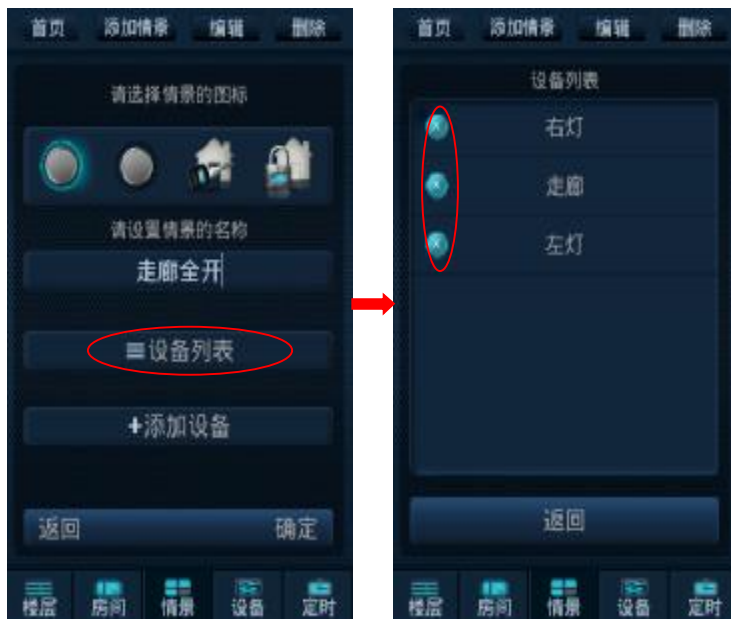 首页 添加情景 编辑 删除
请选择情景的图标
请设置情景的名称
走廊全开
设备列表
+添加设备
返回 确定
楼层 房间 情景 设备 定时
首页 添加情景 编辑 删除
设备列表
右灯
走廊
左灯
返回
楼层 房间 情景 设备 定时